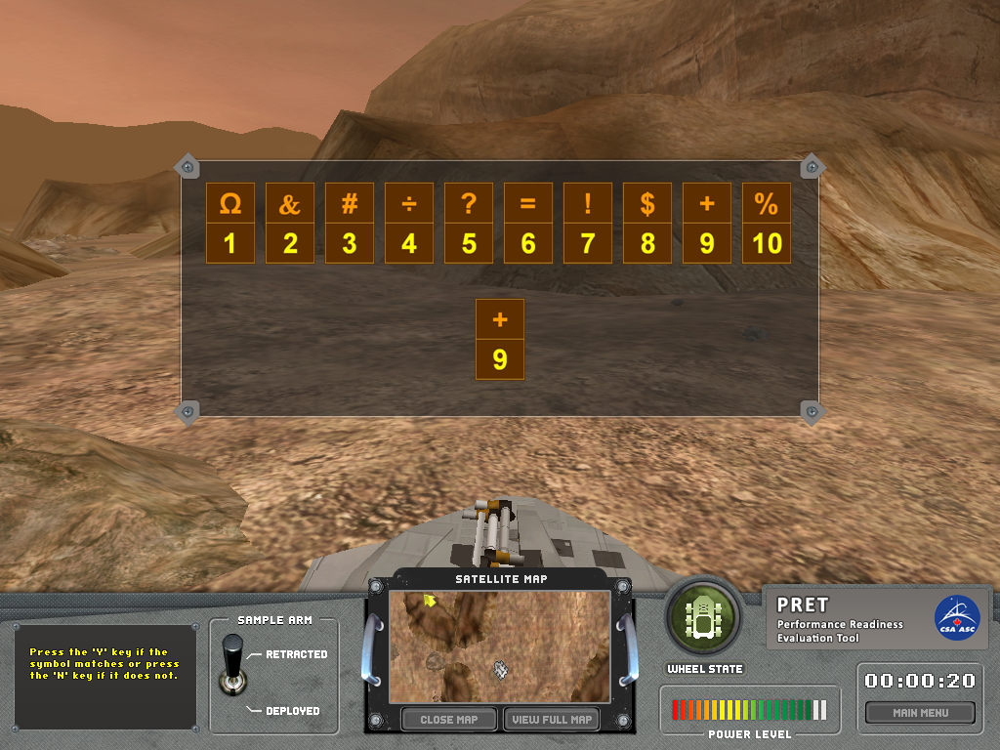 Ω & # ÷ ? = ! $ + %
1 2 3 4 5 6 7 8 9 10
+
9
SATELLITE MAP
Press the 'Y' key if the
symbol matches or press
the 'N' key if it does not.
SAMPLE ARM
RETRACTED
DEPLOYED
CLOSE MAP
VIEW FULL MAP
WHEEL STATE
POWER LEVEL
PRET
Performance Readiness
Evaluation Tool
CSA ASC
00:00:20
MAIN MENU